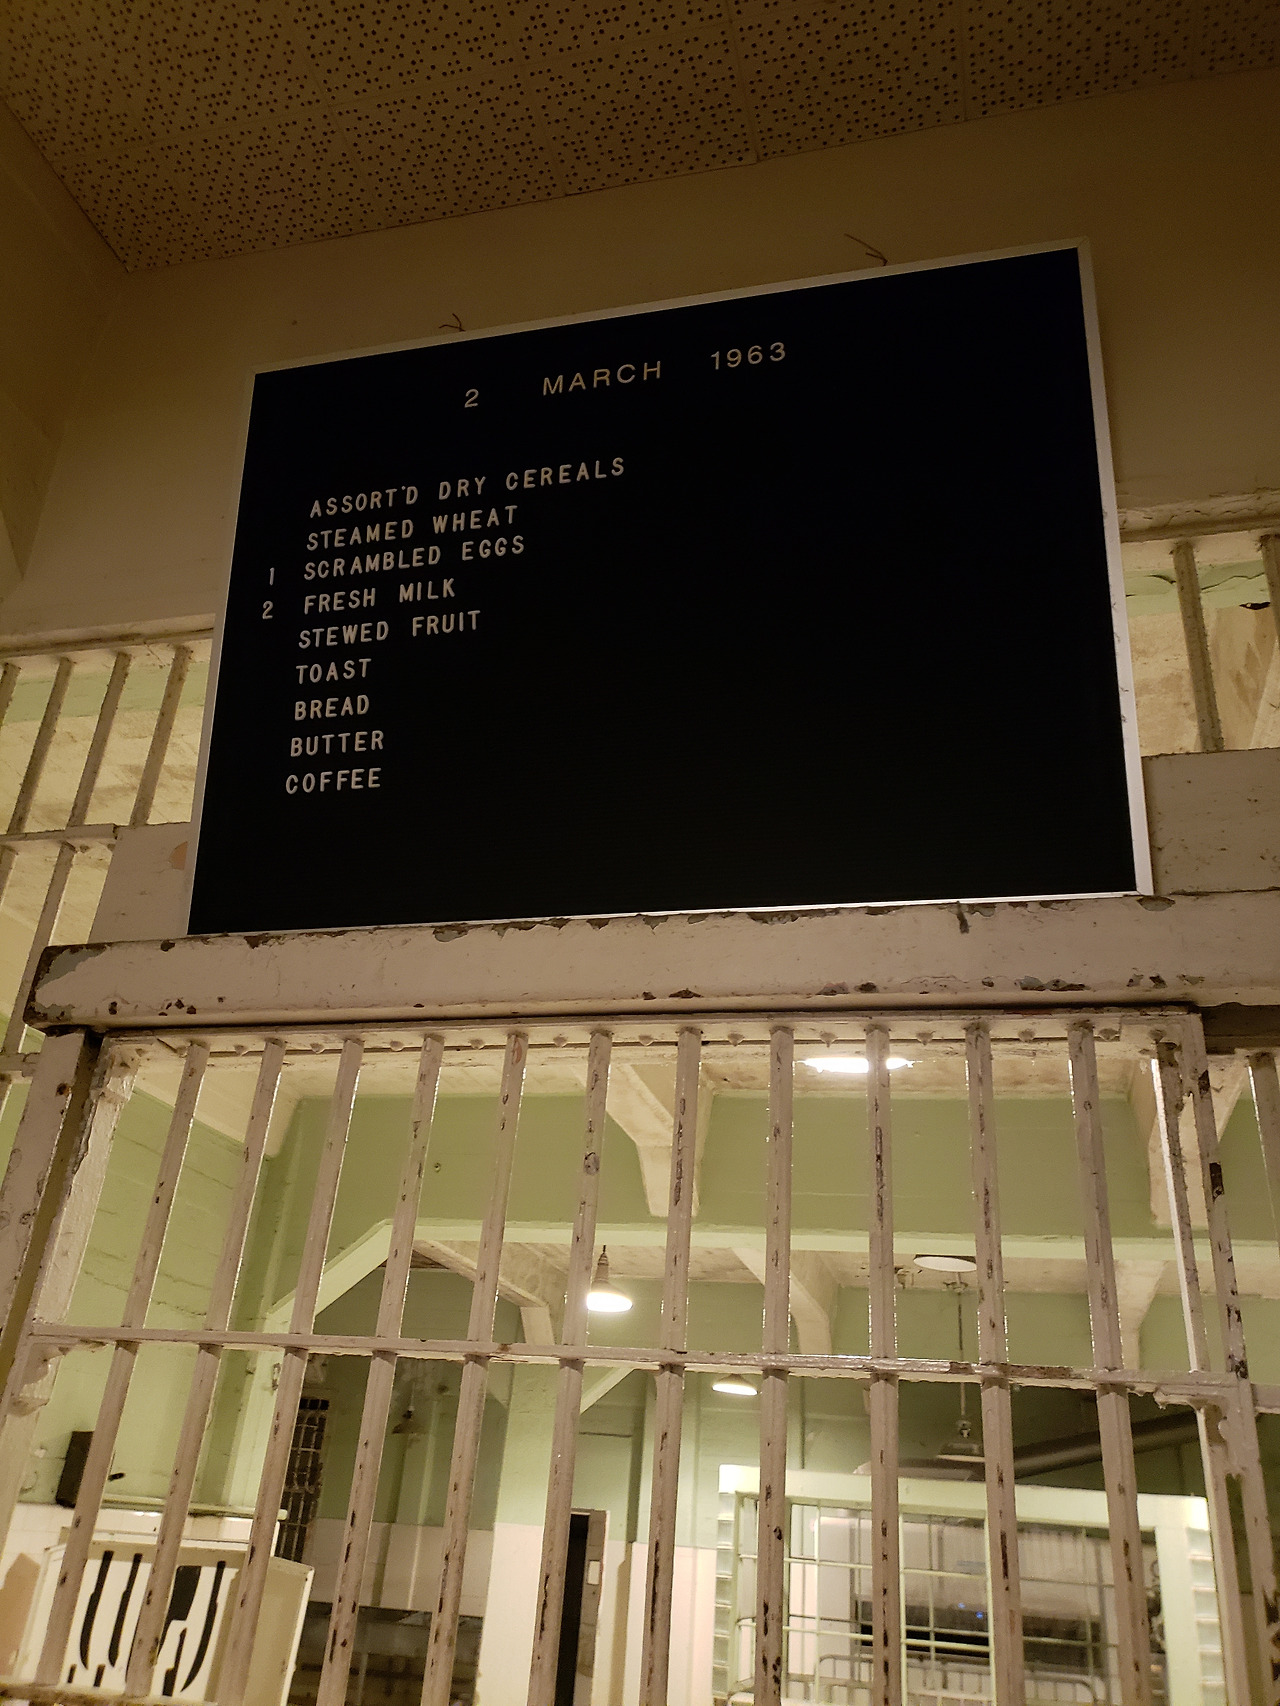 2 MARCH 1963
ASSORT'D DRY CEREALS
STEAMED WHEAT
1 SCRAMBLED EGGS
2 FRESH MILK
STEWED FRUIT
TOAST
BREAD
BUTTER
COFFEE